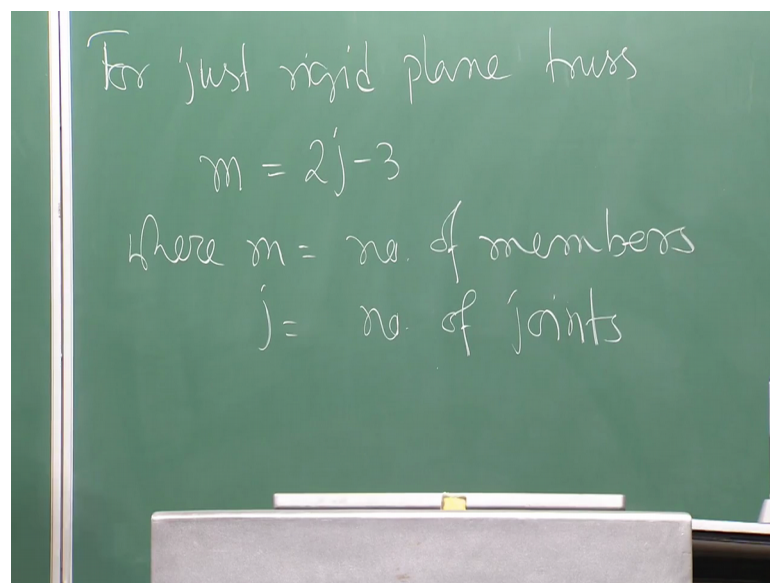 For just rigid plane truss
m = 2j - 3
where m = no. of members
j = no. of joints